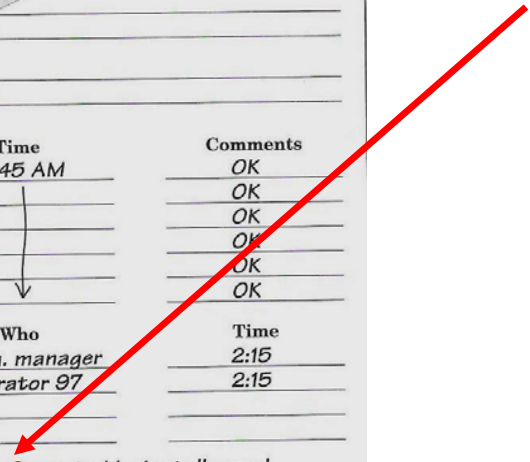 Time Comments
45 AM OK
OK
OK
OK
OK
OK
Who Time
manager 2:15
rator 97 2:15